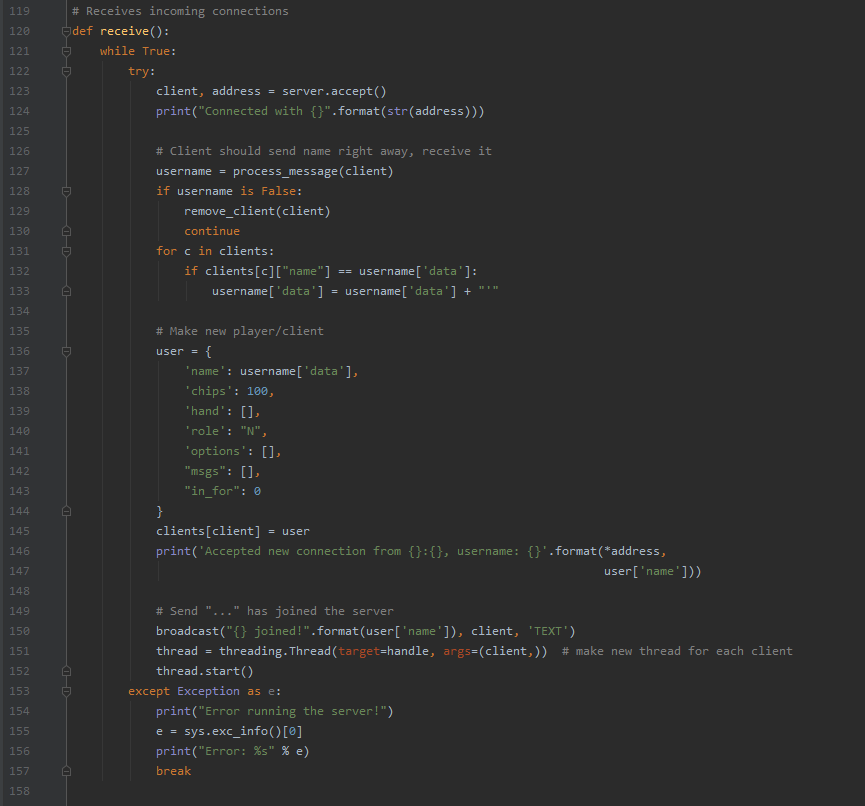 119 # Receives incoming connections
120 def receive():
121     while True:
122         try:
123             client, address = server.accept()
124             print("Connected with {}".format(str(address)))
125
126             # Client should send name right away, receive it
127             username = process_message(client)
128             if username is False:
129                 remove_client(client)
130                 continue
131             for c in clients:
132                 if clients[c]["name"] == username['data']:
133                     username['data'] = username['data'] + "'"
134
135             # Make new player/client
136             user = {
137                 'name': username['data'],
138                 'chips': 100,
139                 'hand': [],
140                 'role': "N",
141                 'options': [],
142                 "msgs": [],
143                 "in_for": 0
144             }
145             clients[client] = user
146             print('Accepted new connection from {}:{}, username: {}'.format(*address,
147                                                                             user['name']))
148
149             # Send "..." has joined the server
150             broadcast("{} joined!".format(user['name']), client, 'TEXT')
151             thread = threading.Thread(target=handle, args=(client,))  # make new thread for each client
152             thread.start()
153         except Exception as e:
154             print("Error running the server!")
155             e = sys.exc_info()[0]
156             print("Error: %s" % e)
157             break
158